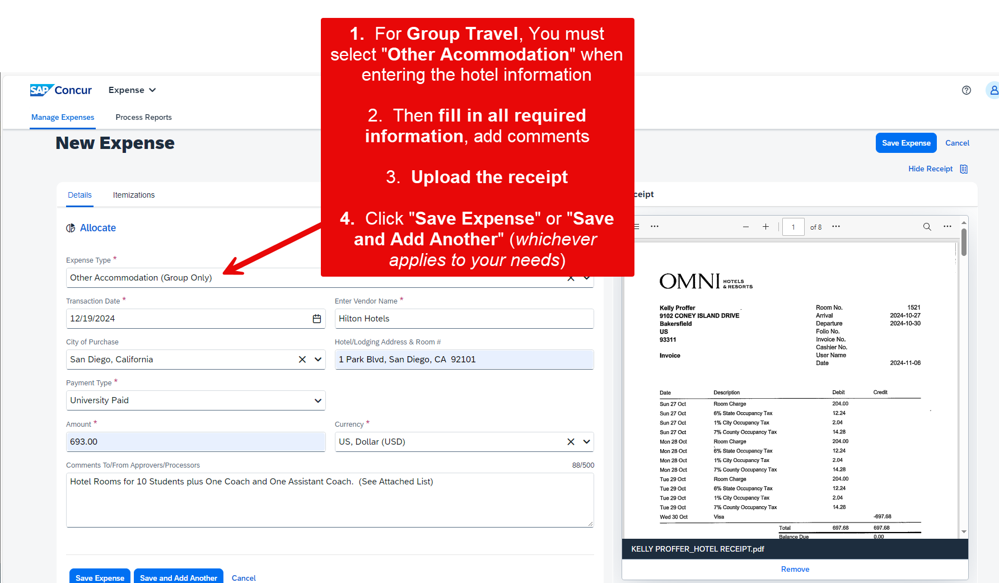 1. For Group Travel, You must
select "Other Acommodation" when
entering the hotel information
2. Then fill in all required
information, add comments
3. Upload the receipt
4. Click "Save Expense" or "Save
and Add Another" (whichever
applies to your needs)
SAP Concur Expense
Manage Expenses Process Reports
New Expense
Save Expense Cancel
Hide Receipt
Details Itemizations
ceipt
Allocate
1 of 8
Expense Type *
Other Accommodation (Group Only)
Transaction Date * Enter Vendor Name *
12/19/2024 Hilton Hotels
City of Purchase Hotel/Lodging Address & Room #
San Diego, California 1 Park Blvd, San Diego, CA 92101
Payment Type *
University Paid
Amount * Currency *
693.00 US, Dollar (USD)
Comments To/From Approvers/Processors 88/500
Hotel Rooms for 10 Students plus One Coach and One Assistant Coach. (See Attached List)
Save Expense Save and Add Another Cancel
OMNI HOTELS
& RESORTS
Kelly Proffer Room No. 1521
9102 CONEY ISLAND DRIVE Arrival 2024-10-27
Bakersfield Departure 2024-10-30
US Folio No.
93311 Invoice No.
Cashier No.
Invoice User Name
Date 2024-11-06
Date Description Debit Credit
Sun 27 Oct Room Charge 204.00
Sun 27 Oct 6% State Occupancy Tax 12.24
Sun 27 Oct 1% City Occupancy Tax 2.04
Sun 27 Oct 7% County Occupancy Tax 14.28
Mon 28 Oct Room Charge 204.00
Mon 28 Oct 6% State Occupancy Tax 12.24
Mon 28 Oct 1% City Occupancy Tax 2.04
Mon 28 Oct 7% County Occupancy Tax 14.28
Tue 29 Oct Room Charge 204.00
Tue 29 Oct 6% State Occupancy Tax 12.24
Tue 29 Oct 1% City Occupancy Tax 2.04
Tue 29 Oct 7% County Occupancy Tax 14.28
Wed 30 Oct Visa -697.68
Total 697.68 697.68
Balance Due 0.00
KELLY PROFFER_HOTEL RECEIPT.pdf
Remove